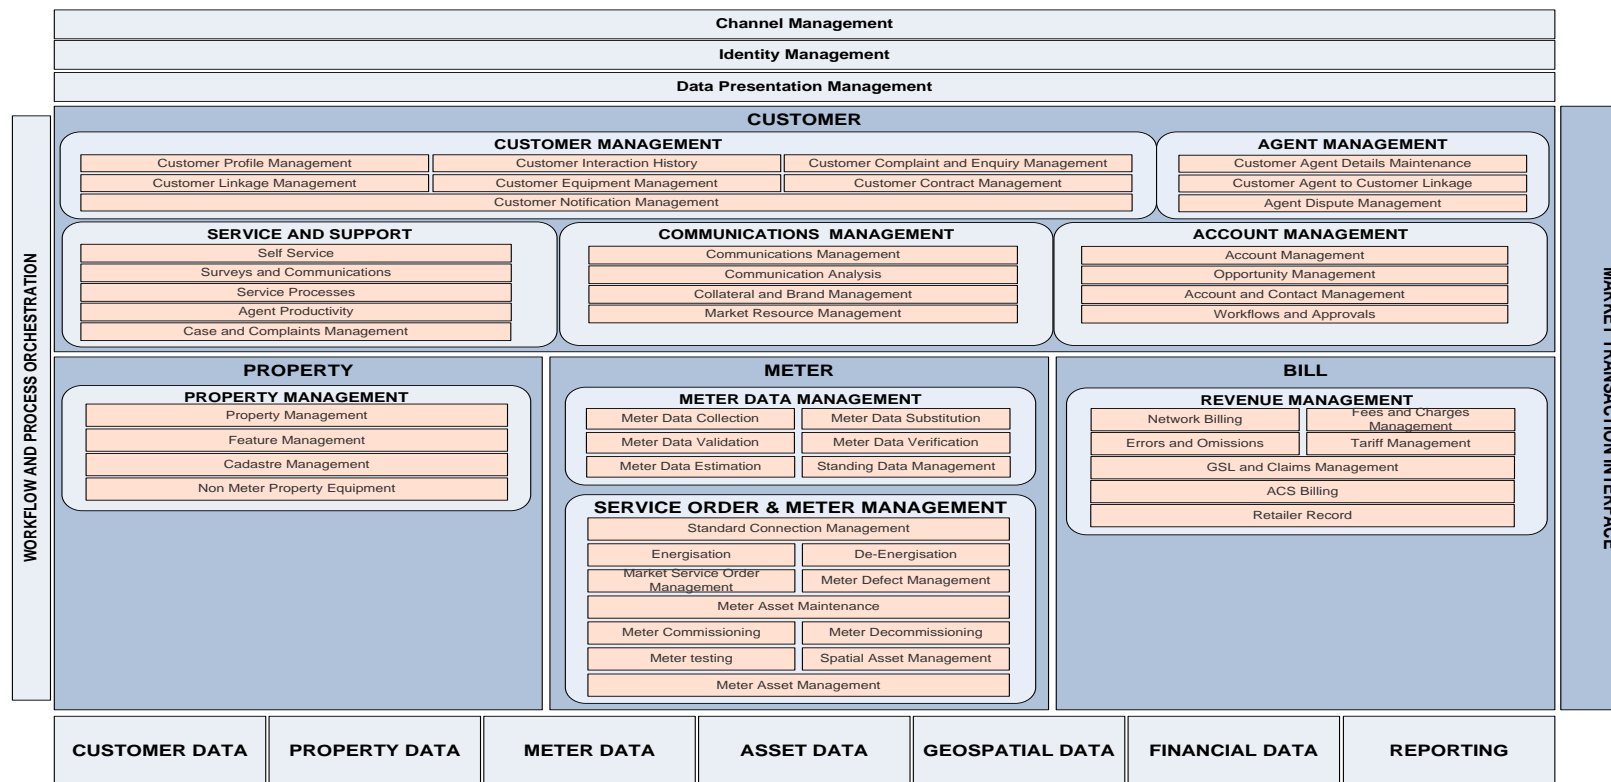 Channel Management
Identity Management
Data Presentation Management
WORKFLOW AND PROCESS ORCHESTRATION
CUSTOMER
CUSTOMER MANAGEMENT
Customer Profile Management
Customer Interaction History
Customer Complaint and Enquiry Management
Customer Linkage Management
Customer Equipment Management
Customer Contract Management
Customer Notification Management
AGENT MANAGEMENT
Customer Agent Details Maintenance
Customer Agent to Customer Linkage
Agent Dispute Management
SERVICE AND SUPPORT
Self Service
Surveys and Communications
Service Processes
Agent Productivity
Case and Complaints Management
COMMUNICATIONS MANAGEMENT
Communications Management
Communication Analysis
Collateral and Brand Management
Market Resource Management
ACCOUNT MANAGEMENT
Account Management
Opportunity Management
Account and Contact Management
Workflows and Approvals
PROPERTY
PROPERTY MANAGEMENT
Property Management
Feature Management
Cadastre Management
Non Meter Property Equipment
METER
METER DATA MANAGEMENT
Meter Data Collection
Meter Data Substitution
Meter Data Validation
Meter Data Verification
Meter Data Estimation
Standing Data Management
SERVICE ORDER & METER MANAGEMENT
Standard Connection Management
Energisation
De-Energisation
Market Service Order
Management
Meter Defect Management
Meter Asset Maintenance
Meter Commissioning
Meter Decommissioning
Meter testing
Spatial Asset Management
Meter Asset Management
BILL
REVENUE MANAGEMENT
Network Billing
Fees and Charges
Management
Errors and Omissions
Tariff Management
GSL and Claims Management
ACS Billing
Retailer Record
MARKET TRANSACTION INTERFACE
CUSTOMER DATA
PROPERTY DATA
METER DATA
ASSET DATA
GEOSPATIAL DATA
FINANCIAL DATA
REPORTING